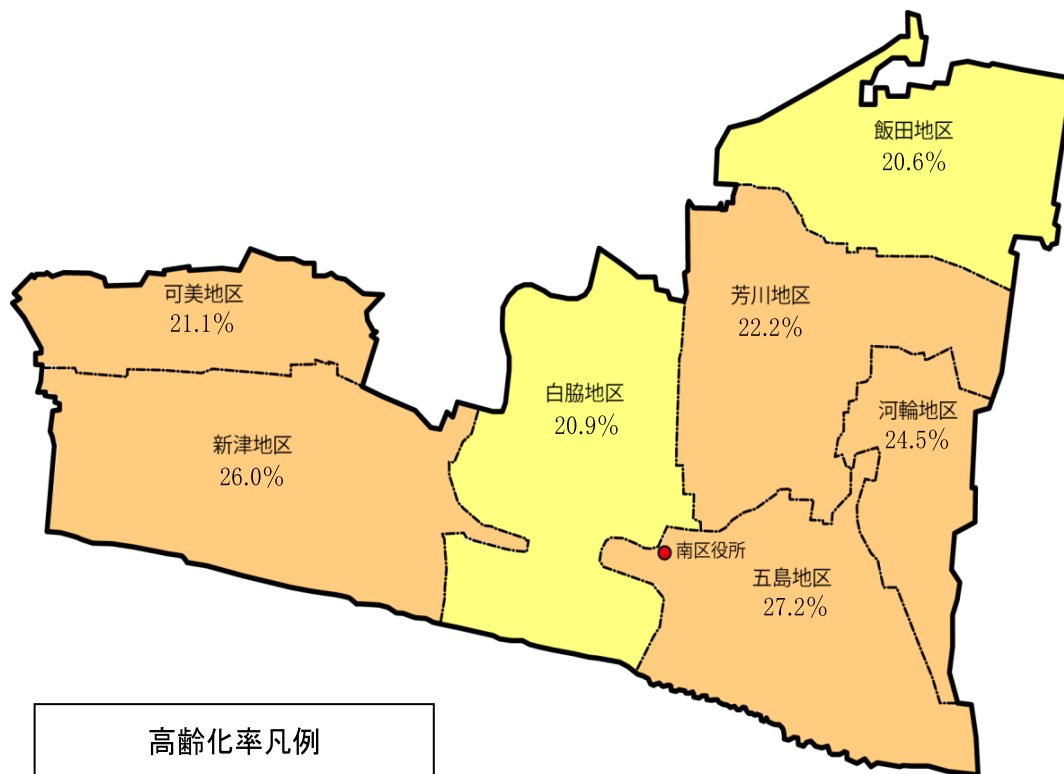 飯田地区
20.6%
可美地区
21.1%
芳川地区
22.2%
白脇地区
20.9%
河輪地区
24.5%
新津地区
26.0%
南区役所
五島地区
27.2%
高齢化率凡例